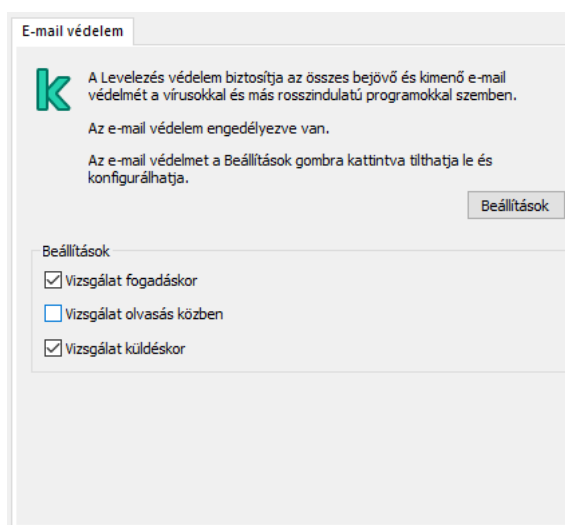 E-mail védelem
A Levelezés védelem biztosítja az összes bejövő és kimenő e-mail
védelmét a vírusokkal és más rosszindulatú programokkal szemben.
Az e-mail védelem engedélyezve van.
Az e-mail védelmet a Beállítások gombra kattintva tilthatja le és
konfigurálhatja.
Beállítások
Beállítások
Vizsgálat fogadáskor
Vizsgálat olvasás közben
Vizsgálat küldéskor